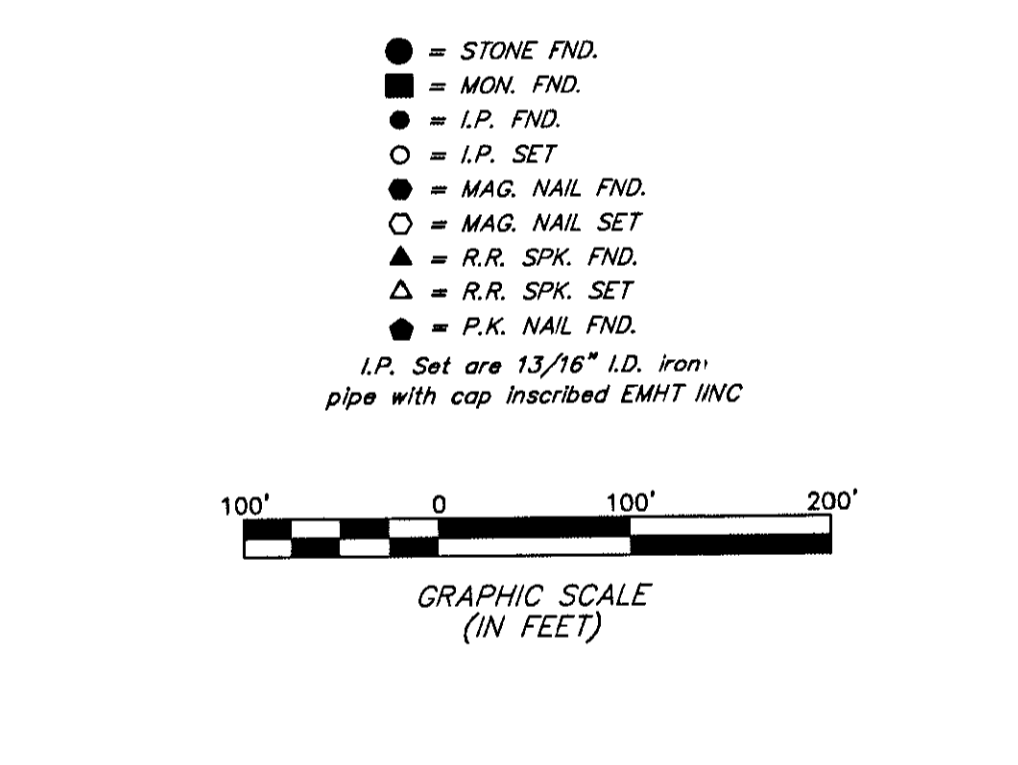 = STONE FND.
= MON. FND.
= I.P. FND.
= I.P. SET
= MAG. NAIL FND.
= MAG. NAIL SET
= R.R. SPK. FND.
= R.R. SPK. SET
= P.K. NAIL FND.
I.P. Set are 13/16" I.D. iron
pipe with cap inscribed EMHT INC
100' 0 100' 200'
GRAPHIC SCALE
(IN FEET)